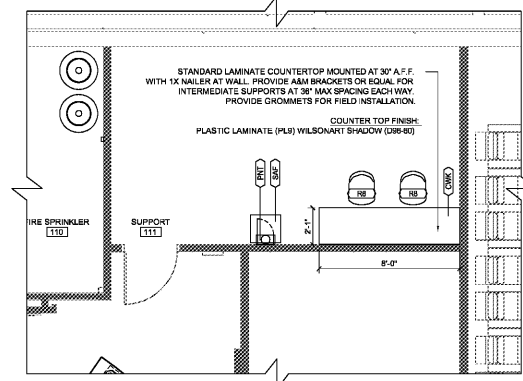 STANDARD LAMINATE COUNTERTOP MOUNTED AT 30" A.F.F.
WITH 1X NAILER AT WALL. PROVIDE A&M BRACKETS OR EQUAL FOR
INTERMEDIATE SUPPORTS AT 36" MAX SPACING EACH WAY.
PROVIDE GROMMETS FOR FIELD INSTALLATION.
COUNTER TOP FINISH:
PLASTIC LAMINATE (PL9) WILSONART SHADOW (D96-60)
PNT
SAF
R8
R8
CWK
2'-1"
8'-0"
IRE SPRINKLER
110
SUPPORT
111